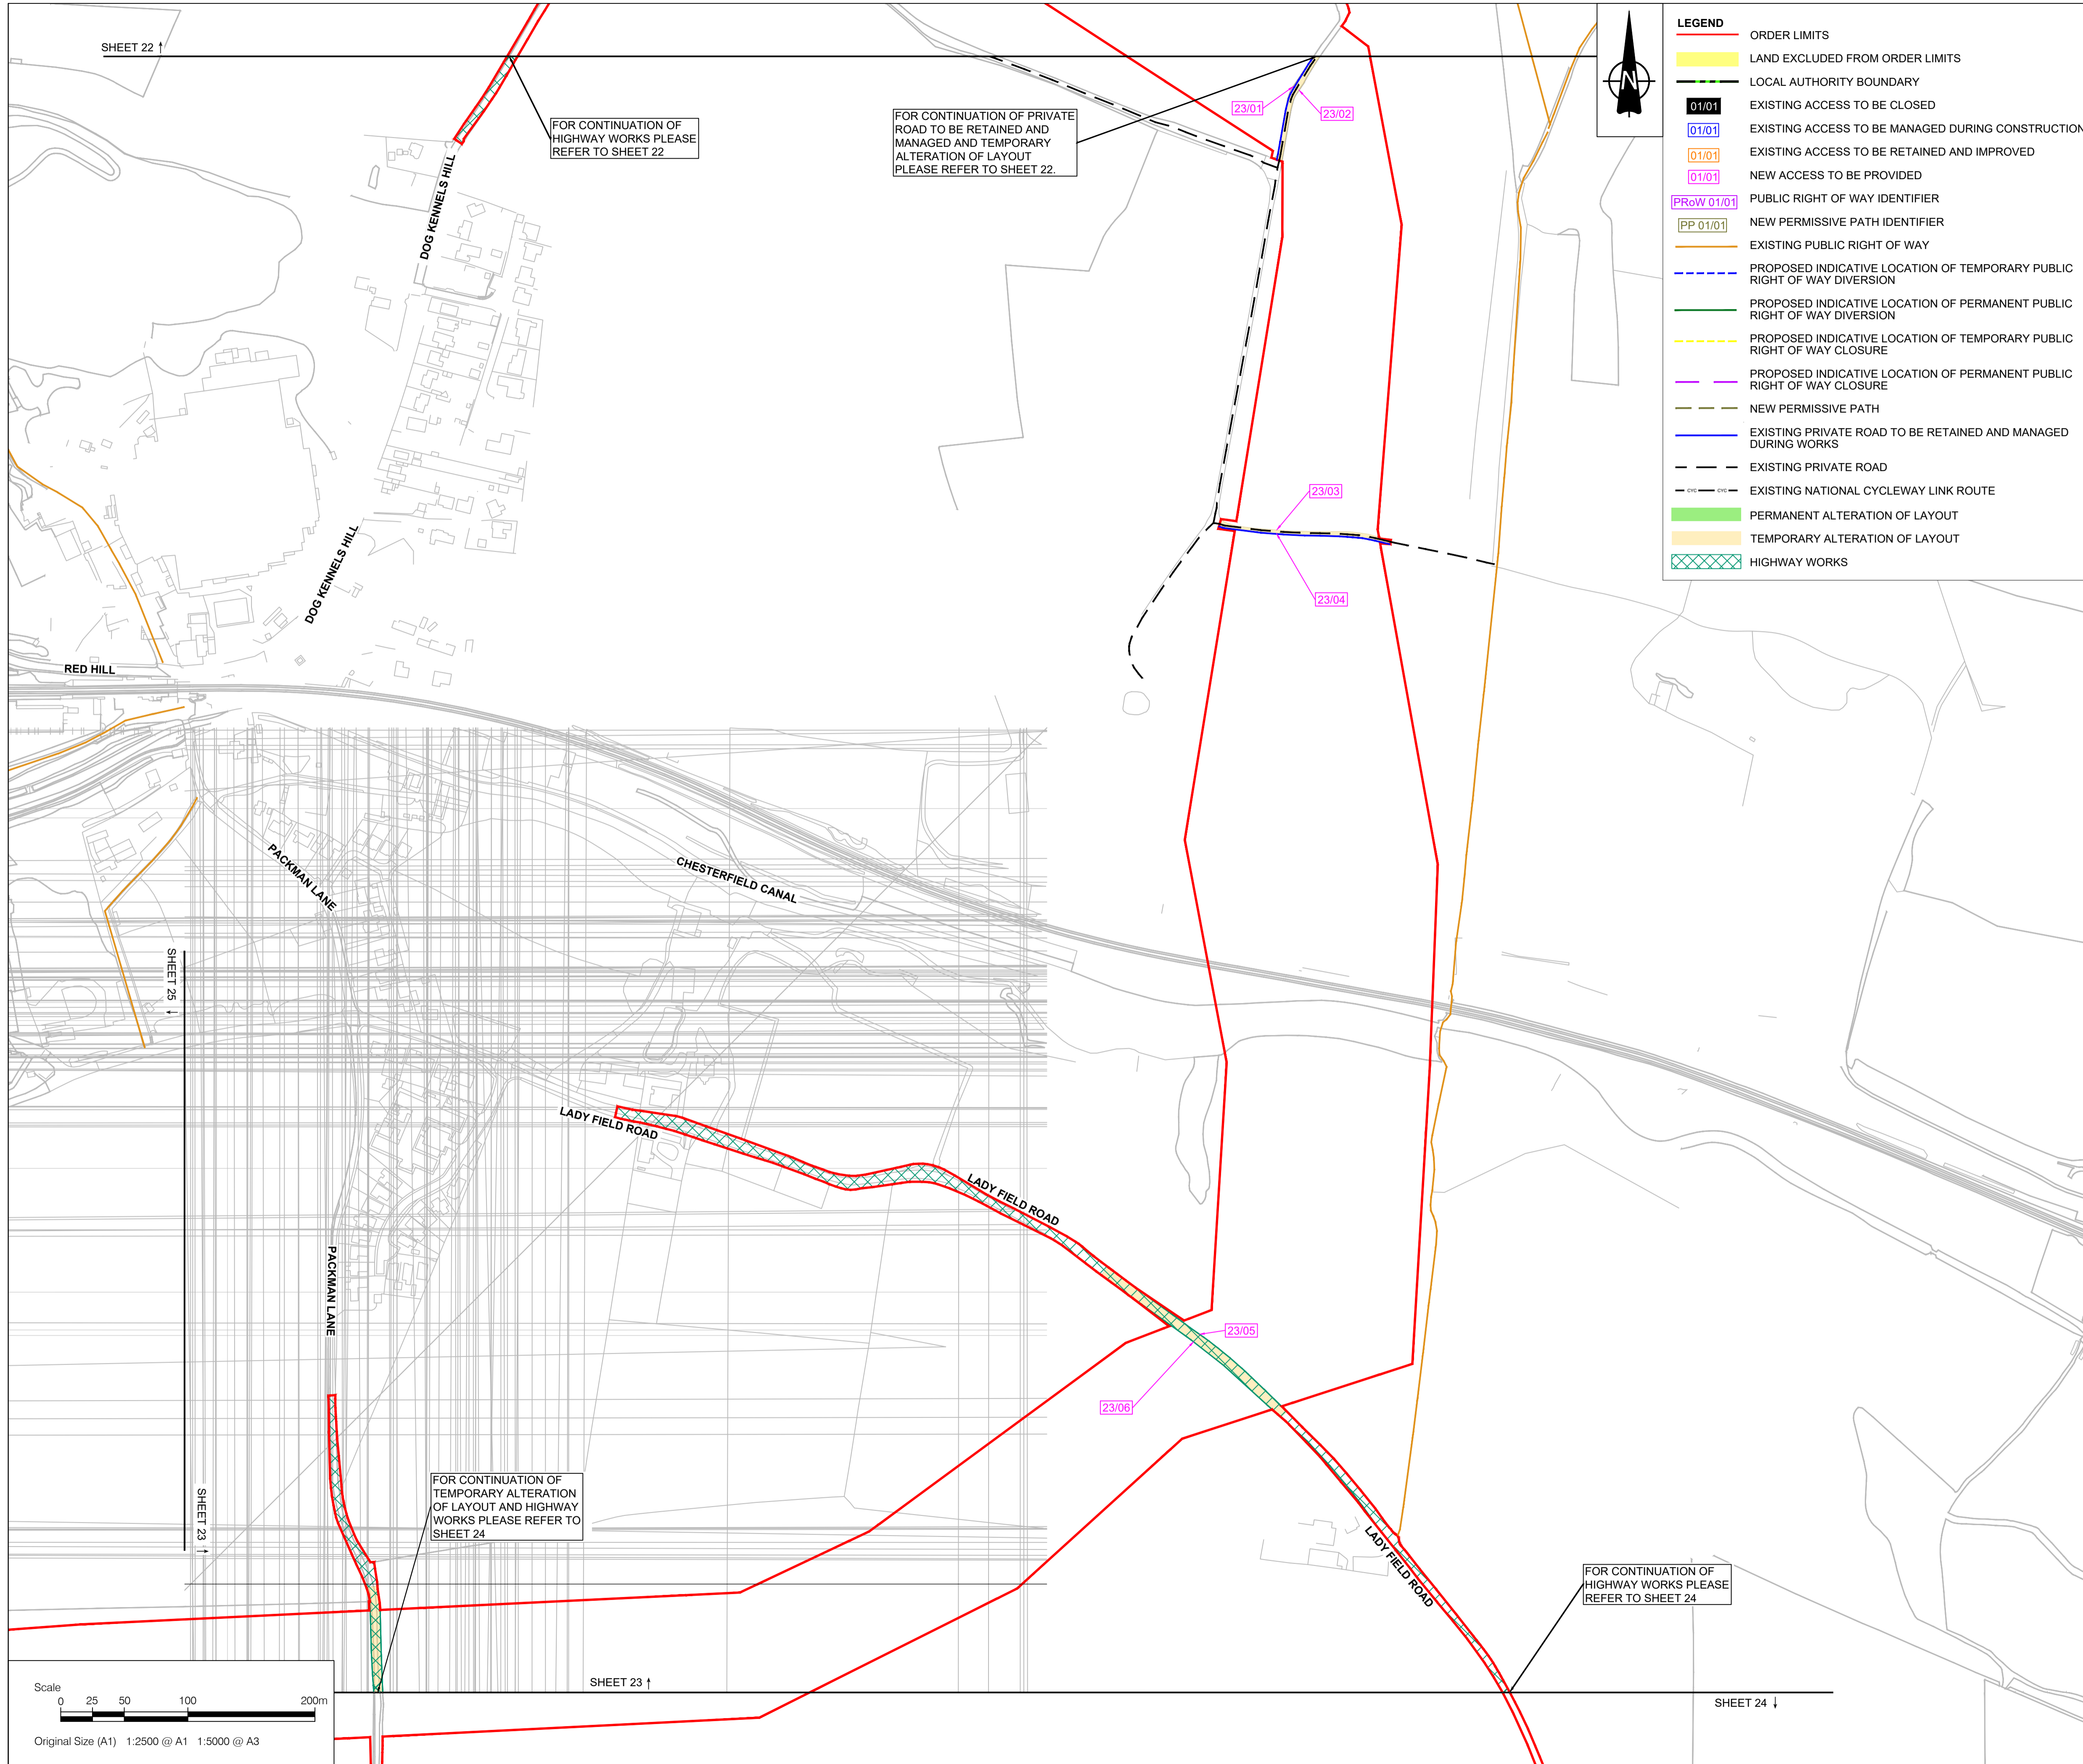 SHEET 22 ↑
FOR CONTINUATION OF
HIGHWAY WORKS PLEASE
REFER TO SHEET 22
FOR CONTINUATION OF PRIVATE
ROAD TO BE RETAINED AND
MANAGED AND TEMPORARY
ALTERATION OF LAYOUT
PLEASE REFER TO SHEET 22.
23/01
23/02
N
LEGEND
ORDER LIMITS
LAND EXCLUDED FROM ORDER LIMITS
LOCAL AUTHORITY BOUNDARY
01/01 EXISTING ACCESS TO BE CLOSED
01/01 EXISTING ACCESS TO BE MANAGED DURING CONSTRUCTION
01/01 EXISTING ACCESS TO BE RETAINED AND IMPROVED
01/01 NEW ACCESS TO BE PROVIDED
PRoW 01/01 PUBLIC RIGHT OF WAY IDENTIFIER
PP 01/01 NEW PERMISSIVE PATH IDENTIFIER
EXISTING PUBLIC RIGHT OF WAY
PROPOSED INDICATIVE LOCATION OF TEMPORARY PUBLIC
RIGHT OF WAY DIVERSION
PROPOSED INDICATIVE LOCATION OF PERMANENT PUBLIC
RIGHT OF WAY DIVERSION
PROPOSED INDICATIVE LOCATION OF TEMPORARY PUBLIC
RIGHT OF WAY CLOSURE
PROPOSED INDICATIVE LOCATION OF PERMANENT PUBLIC
RIGHT OF WAY CLOSURE
NEW PERMISSIVE PATH
EXISTING PRIVATE ROAD TO BE RETAINED AND MANAGED
DURING WORKS
EXISTING PRIVATE ROAD
CYC CYC EXISTING NATIONAL CYCLEWAY LINK ROUTE
PERMANENT ALTERATION OF LAYOUT
TEMPORARY ALTERATION OF LAYOUT
HIGHWAY WORKS
DOG KENNELS HILL
DOG KENNELS HILL
23/03
23/04
RED HILL
PACKMAN LANE
CHESTERFIELD CANAL
SHEET 25
LADY FIELD ROAD
LADY FIELD ROAD
PACKMAN LANE
23/05
23/06
SHEET 23
FOR CONTINUATION OF
TEMPORARY ALTERATION
OF LAYOUT AND HIGHWAY
WORKS PLEASE REFER TO
SHEET 24
LADY FIELD ROAD
FOR CONTINUATION OF
HIGHWAY WORKS PLEASE
REFER TO SHEET 24
SHEET 23 ↑
SHEET 24 ↓
Scale
0 25 50 100 200m
Original Size (A1) 1:2500 @ A1 1:5000 @ A3